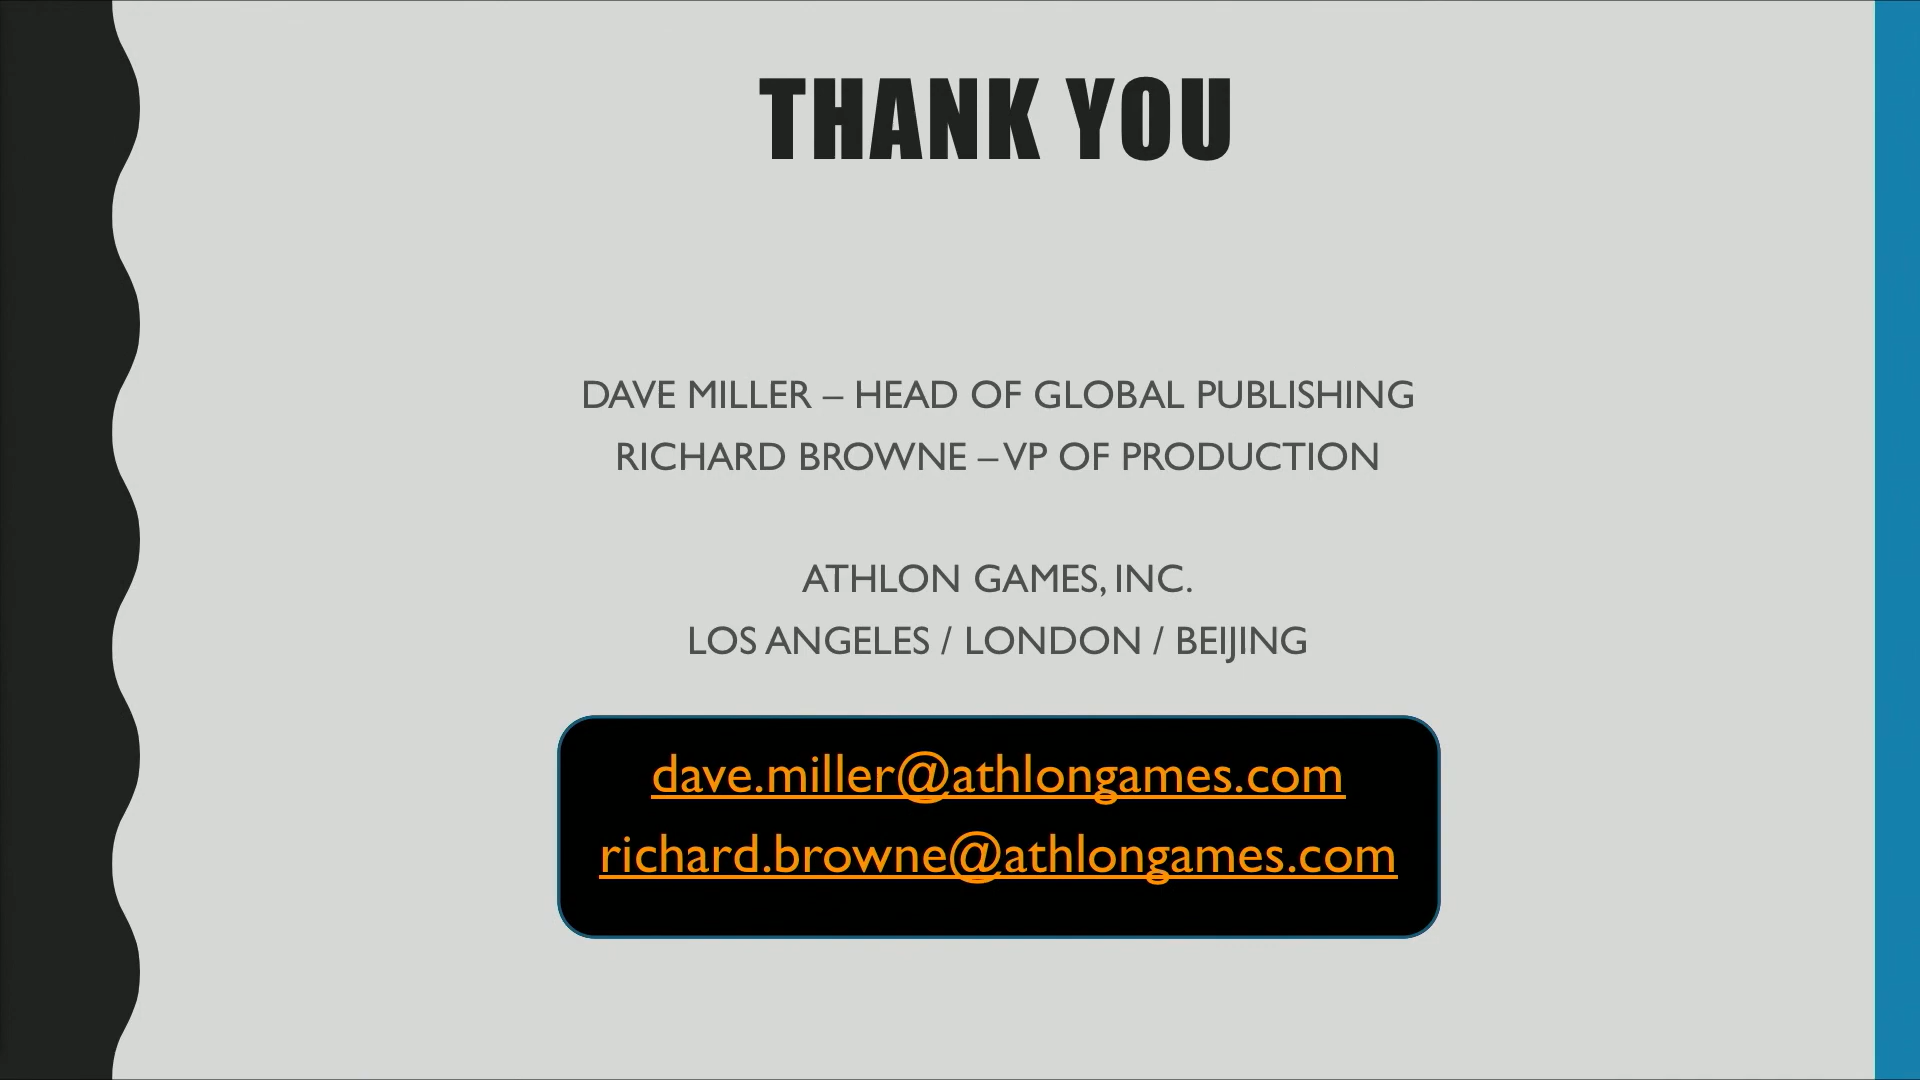 THANK YOU
DAVE MILLER – HEAD OF GLOBAL PUBLISHING
RICHARD BROWNE – VP OF PRODUCTION
ATHLON GAMES, INC.
LOS ANGELES / LONDON / BEIJING
dave.miller@athlongames.com
richard.browne@athlongames.com